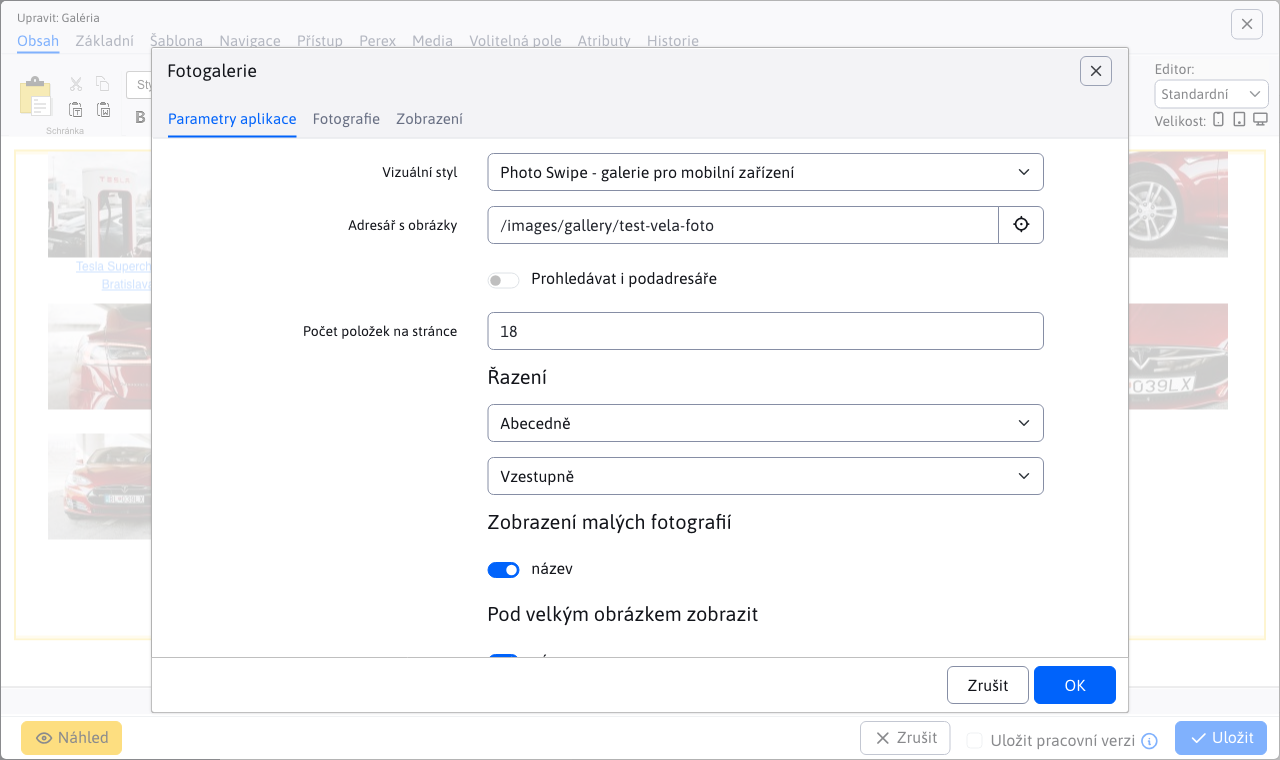 Upravit: Galéria
Obsah Základní Šablona Navigace Přístup Perex Media Volitelná pole Atributy Historie
Fotogalerie
Editor:
Standardní
Velikost:
Schránka
B
Parametry aplikace Fotografie Zobrazení
Vizuální styl Photo Swipe - galerie pro mobilní zařízení
TESLA
Adresář s obrázky /images/gallery/test-vela-foto
Tesla Superch
Bratislava
Prohledávat i podadresáře
Počet položek na stránce 18
Řazení
Abecedně
Vzestupně
Zobrazení malých fotografií
název
Pod velkým obrázkem zobrazit
Zrušit OK
Náhled Zrušit Uložit pracovní verzi Uložit